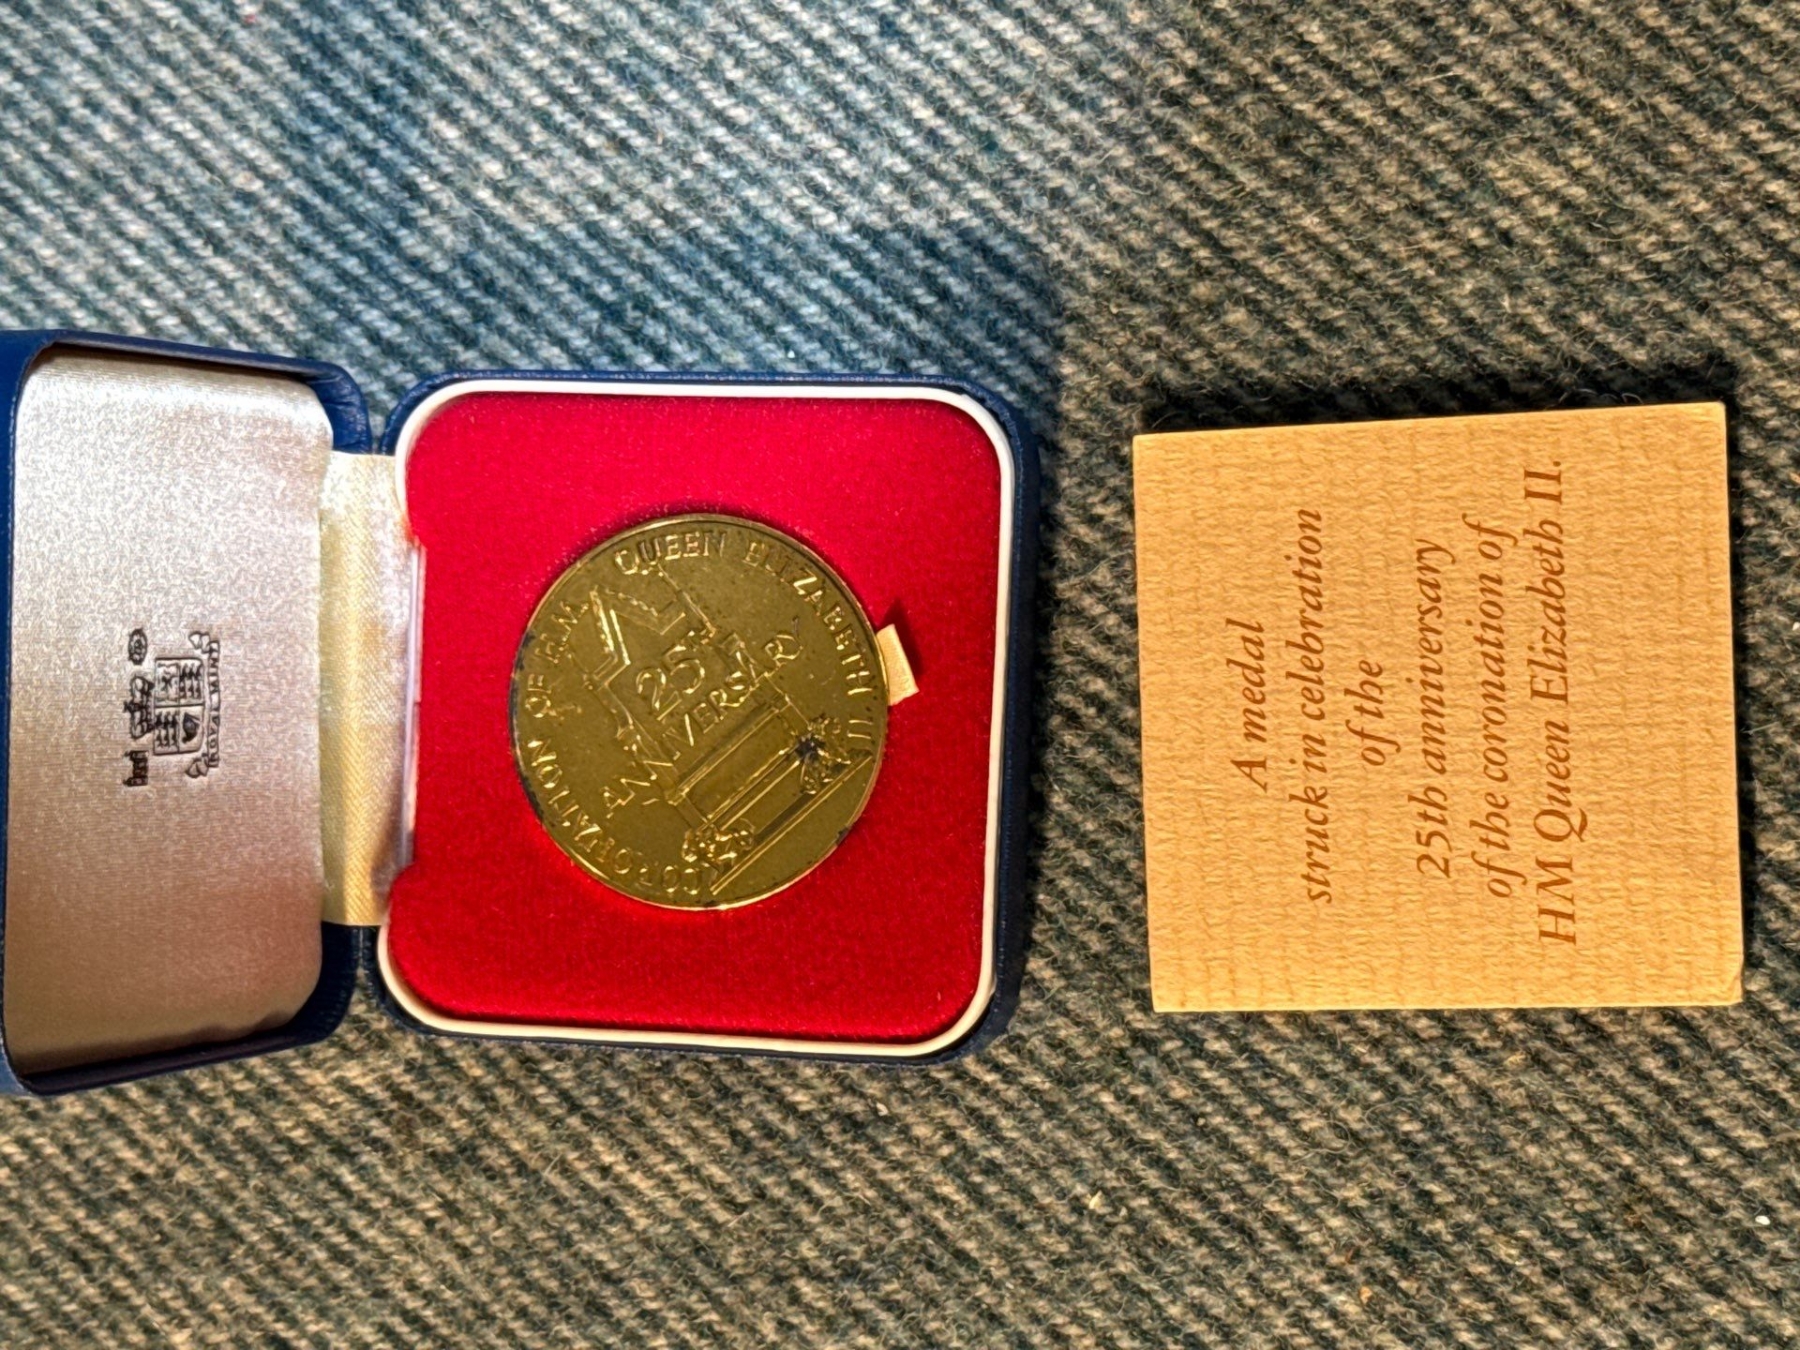 ROYAL MINT
CORONATION OF H.M. QUEEN ELIZABETH II
25TH
ANNIVERSARY
A medal
struck in celebration
of the
25th anniversary
of the coronation of
HM Queen Elizabeth II.